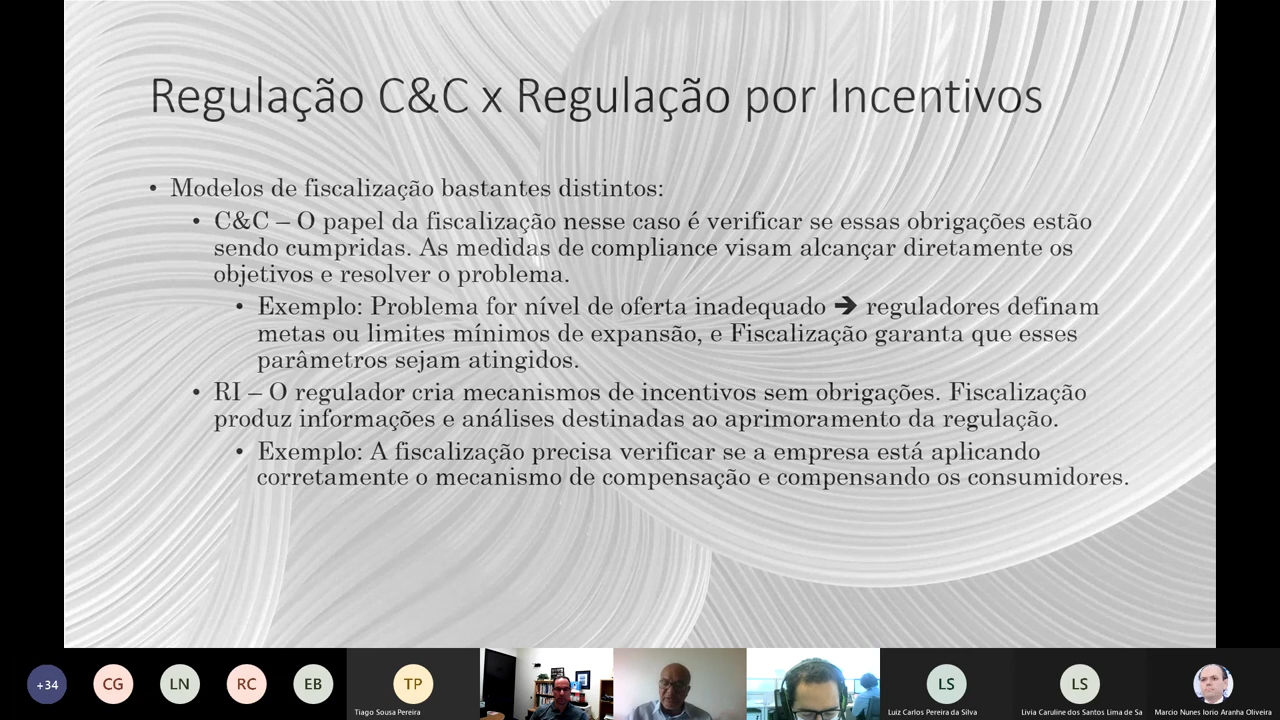 Regulação C&C x Regulação por Incentivos
• Modelos de fiscalização bastantes distintos:
• C&C – O papel da fiscalização nesse caso é verificar se essas obrigações estão
sendo cumpridas. As medidas de compliance visam alcançar diretamente os
objetivos e resolver o problema.
• Exemplo: Problema for nível de oferta inadequado ➔ reguladores definam
metas ou limites mínimos de expansão, e Fiscalização garanta que esses
parâmetros sejam atingidos.
• RI – O regulador cria mecanismos de incentivos sem obrigações. Fiscalização
produz informações e análises destinadas ao aprimoramento da regulação.
• Exemplo: A fiscalização precisa verificar se a empresa está aplicando
corretamente o mecanismo de compensação e compensando os consumidores.
+34 CG LN RC EB TP LS LS
Tiago Sousa Pereira Luiz Carlos Pereira da Silva Livia Caruline dos Santos Lima de Sa Marcio Nunes Iorio Aranha Oliveira